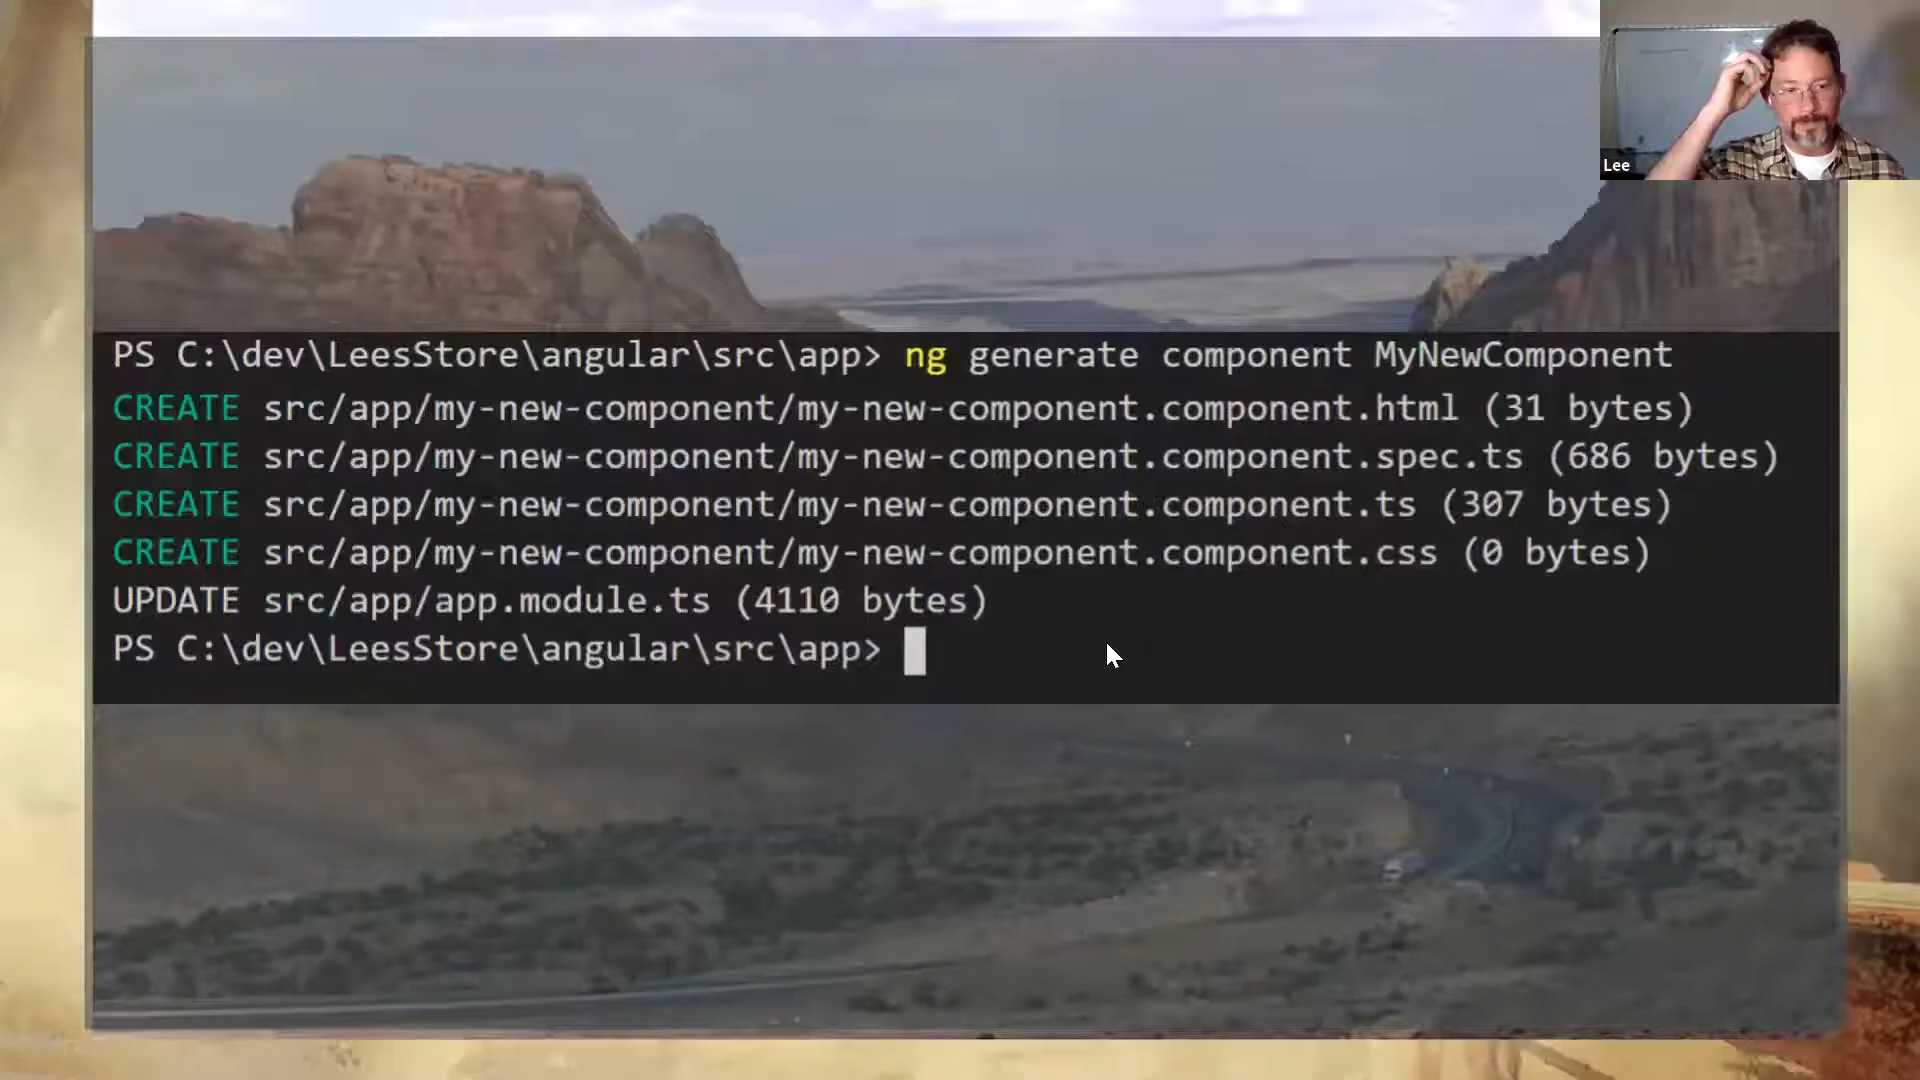 Lee
PS C:\dev\LeesStore\angular\src\app> ng generate component MyNewComponent
CREATE src/app/my-new-component/my-new-component.component.html (31 bytes)
CREATE src/app/my-new-component/my-new-component.component.spec.ts (686 bytes)
CREATE src/app/my-new-component/my-new-component.component.ts (307 bytes)
CREATE src/app/my-new-component/my-new-component.component.css (0 bytes)
UPDATE src/app/app.module.ts (4110 bytes)
PS C:\dev\LeesStore\angular\src\app>